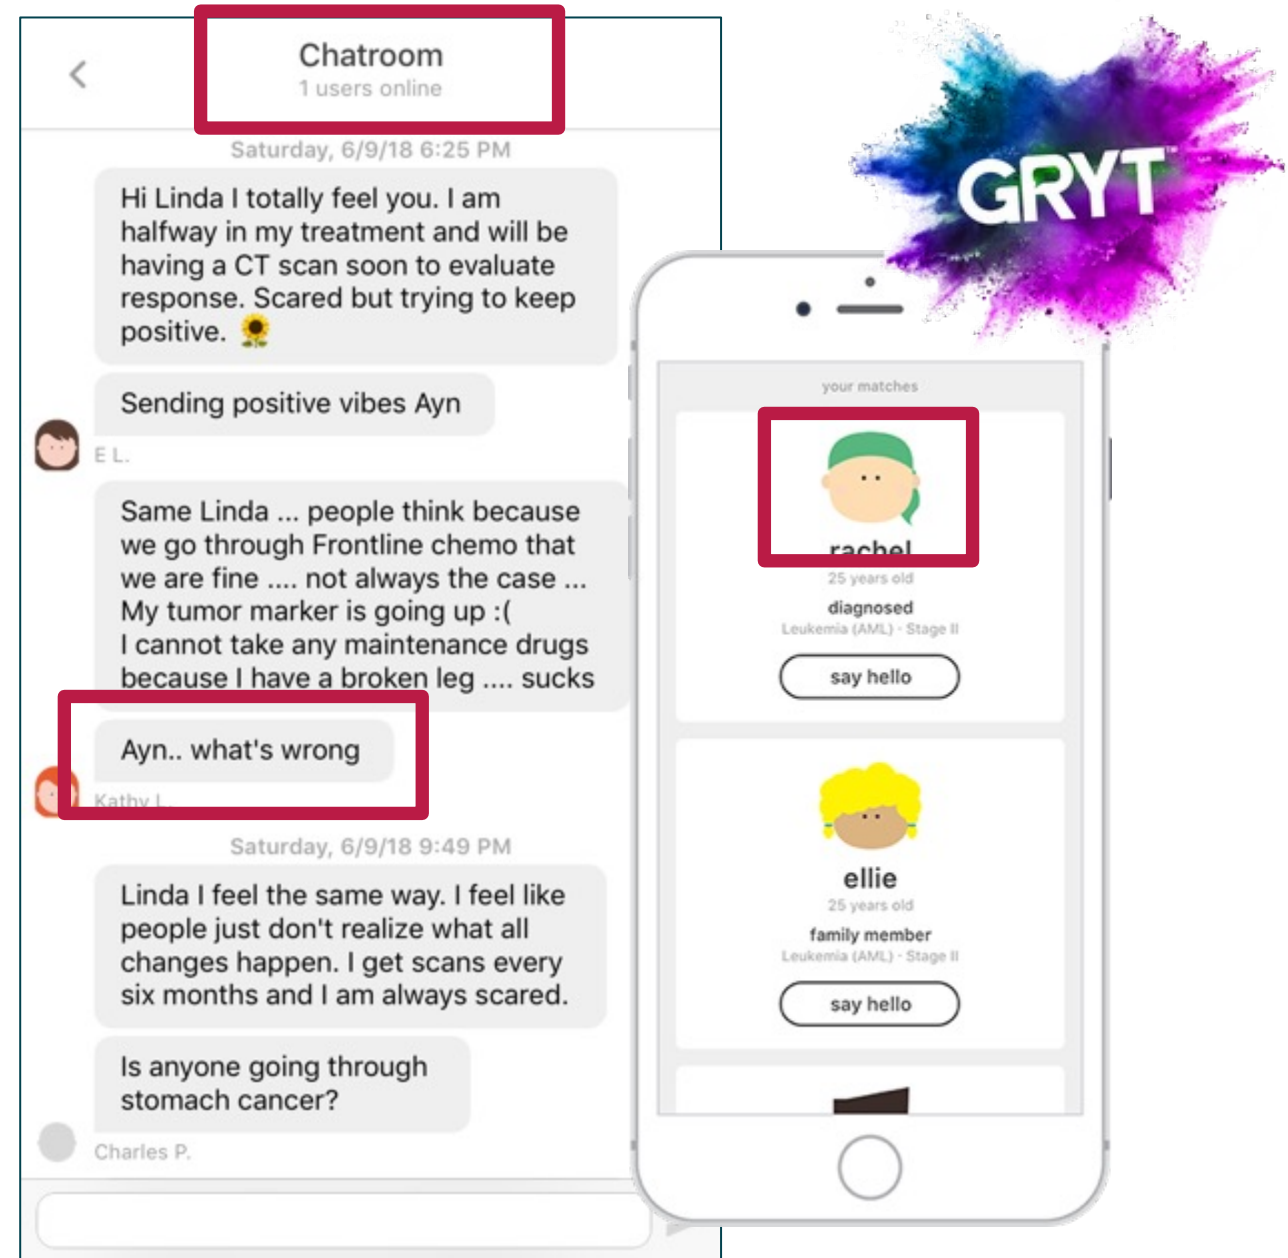 Chatroom
1 users online
Saturday, 6/9/18 6:25 PM
Hi Linda I totally feel you. I am
halfway in my treatment and will be
having a CT scan soon to evaluate
response. Scared but trying to keep
positive. 🌻
Sending positive vibes Ayn
E L.
Same Linda ... people think because
we go through Frontline chemo that
we are fine .... not always the case ...
My tumor marker is going up :(
I cannot take any maintenance drugs
because I have a broken leg .... sucks
Ayn.. what's wrong
Kathy L.
Saturday, 6/9/18 9:49 PM
Linda I feel the same way. I feel like
people just don't realize what all
changes happen. I get scans every
six months and I am always scared.
Is anyone going through
stomach cancer?
Charles P.
GRYT
your matches
rachel
25 years old
diagnosed
Leukemia (AML) - Stage II
say hello
ellie
25 years old
family member
Leukemia (AML) - Stage II
say hello